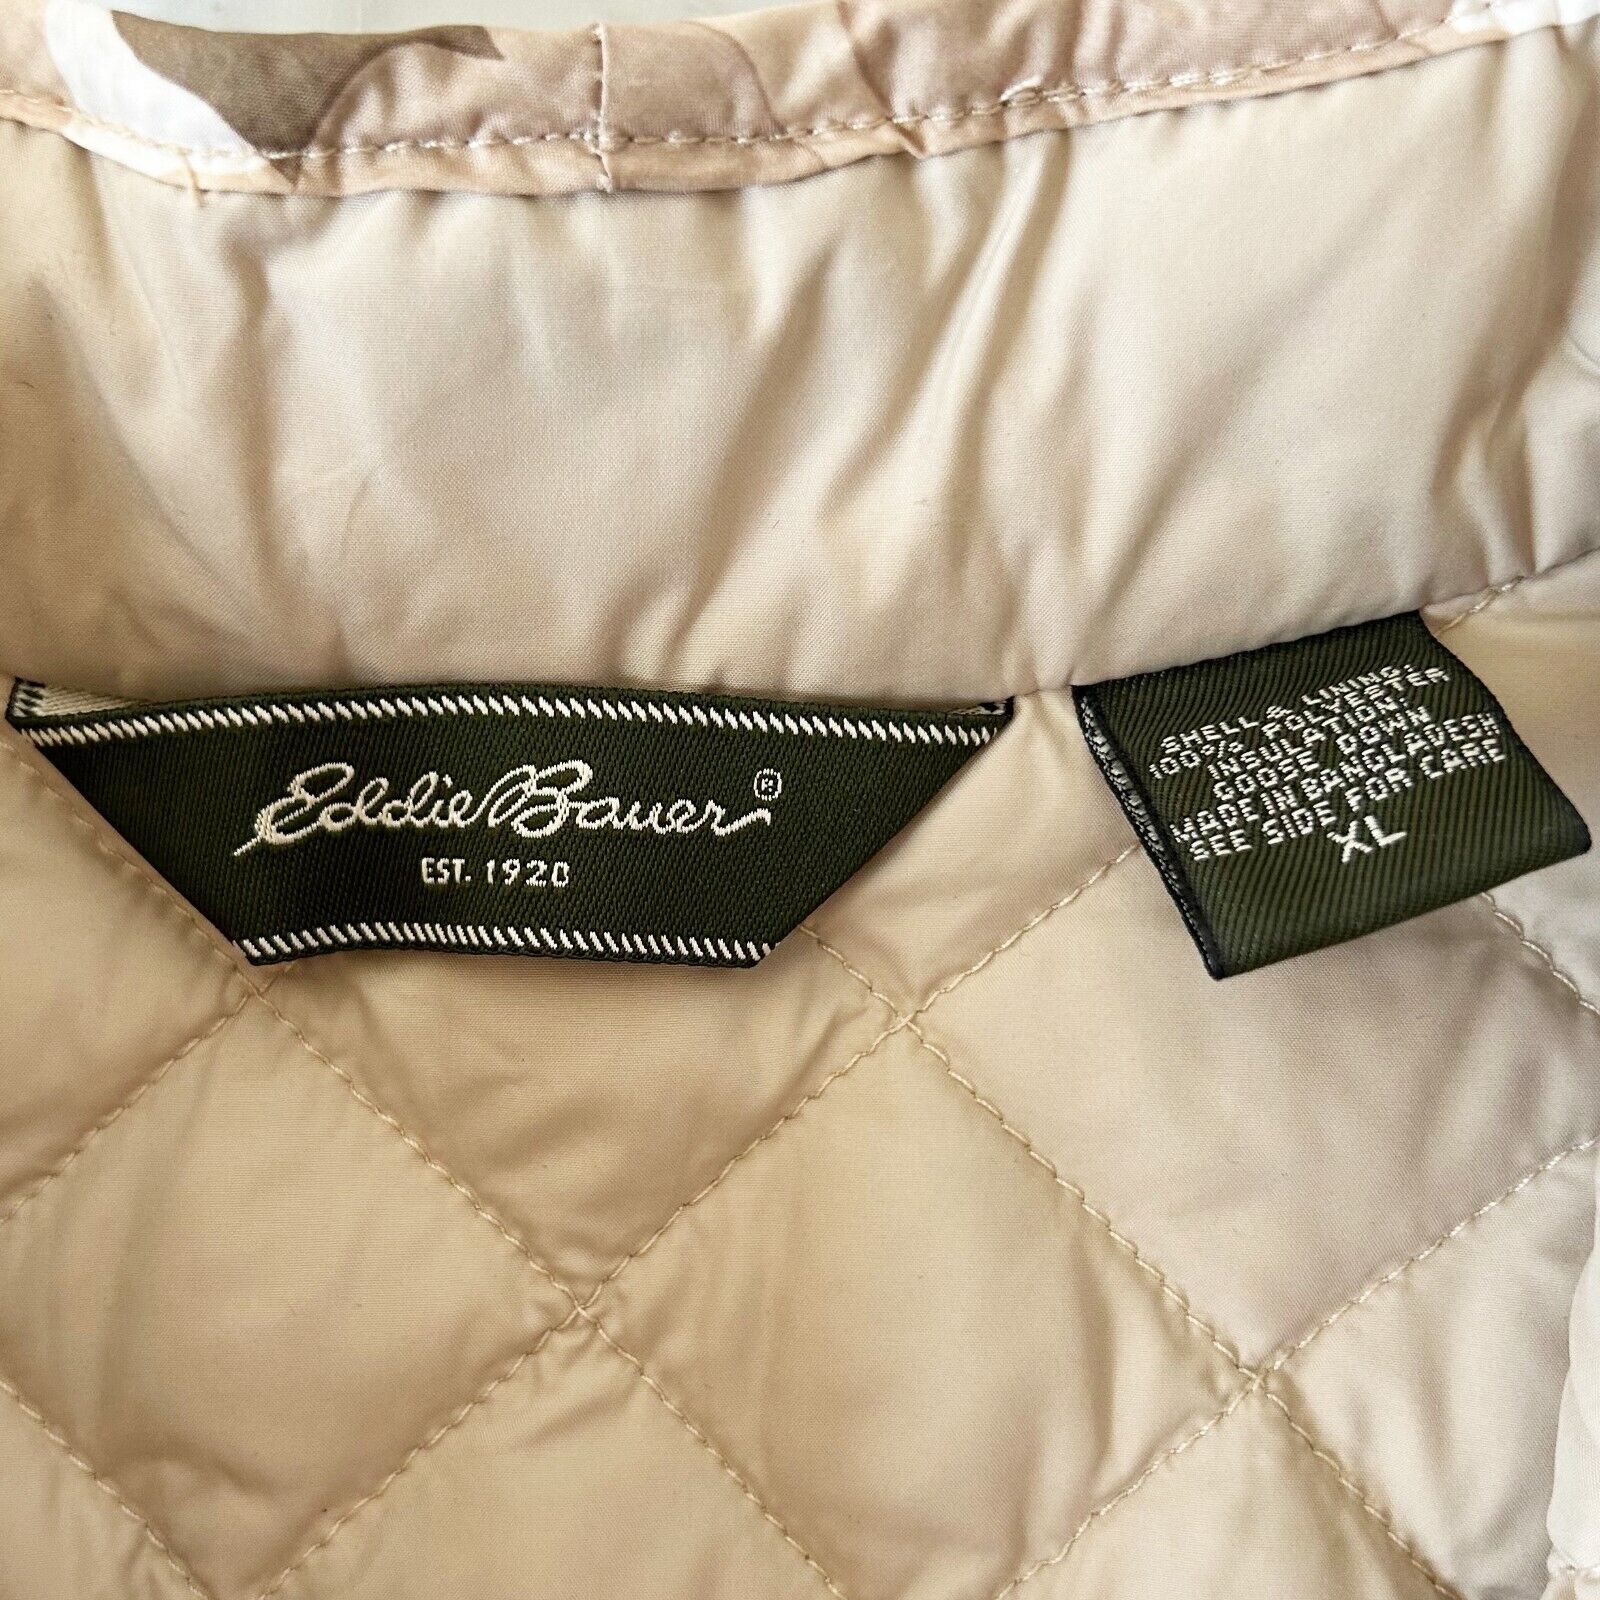 Eddie Bauer®
EST. 1920
SHELL & LINING:
100% POLYESTER
INSULATION:
GOOSE DOWN
MADE IN BANGLADESH
SEE SIDE FOR CARE
XL